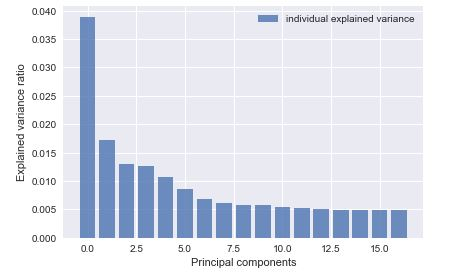 individual explained variance
Explained variance ratio
0.040
0.035
0.030
0.025
0.020
0.015
0.010
0.005
0.000
0.0 2.5 5.0 7.5 10.0 12.5 15.0
Principal components